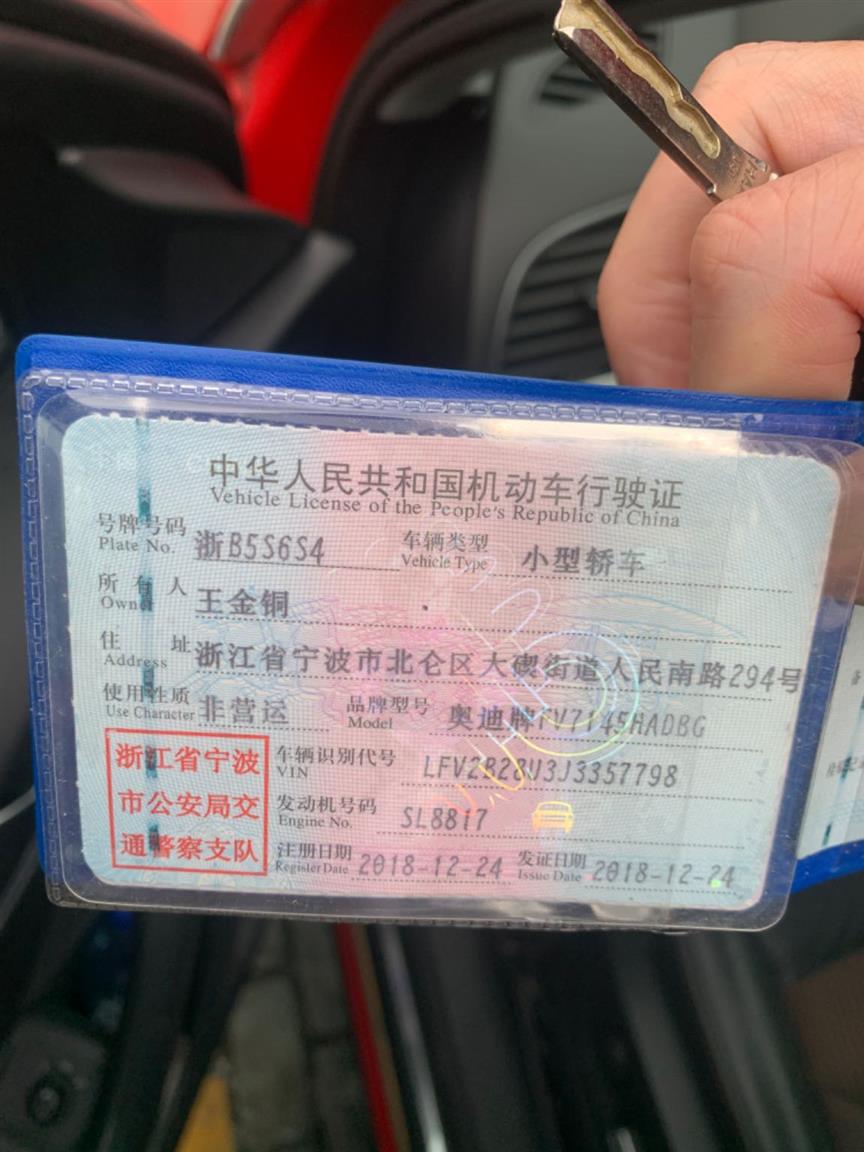 中华人民共和国机动车行驶证
Vehicle License of the People's Republic of China
号牌号码 浙B5S6S4 车辆类型 小型轿车
Plate No. Vehicle Type
所有人 王金铜
Owner
住址 浙江省宁波市北仑区大碶街道人民南路294号
Address
使用性质 非营运 品牌型号 奥迪牌FV7145HADBG
Use Character Model
浙江省宁波 车辆识别代号 LFV2B28U3J3357798
VIN
市公安局交 发动机号码 SL8817
Engine No.
通警察支队 注册日期 2018-12-24 发证日期 2018-12-24
Register Date Issue Date